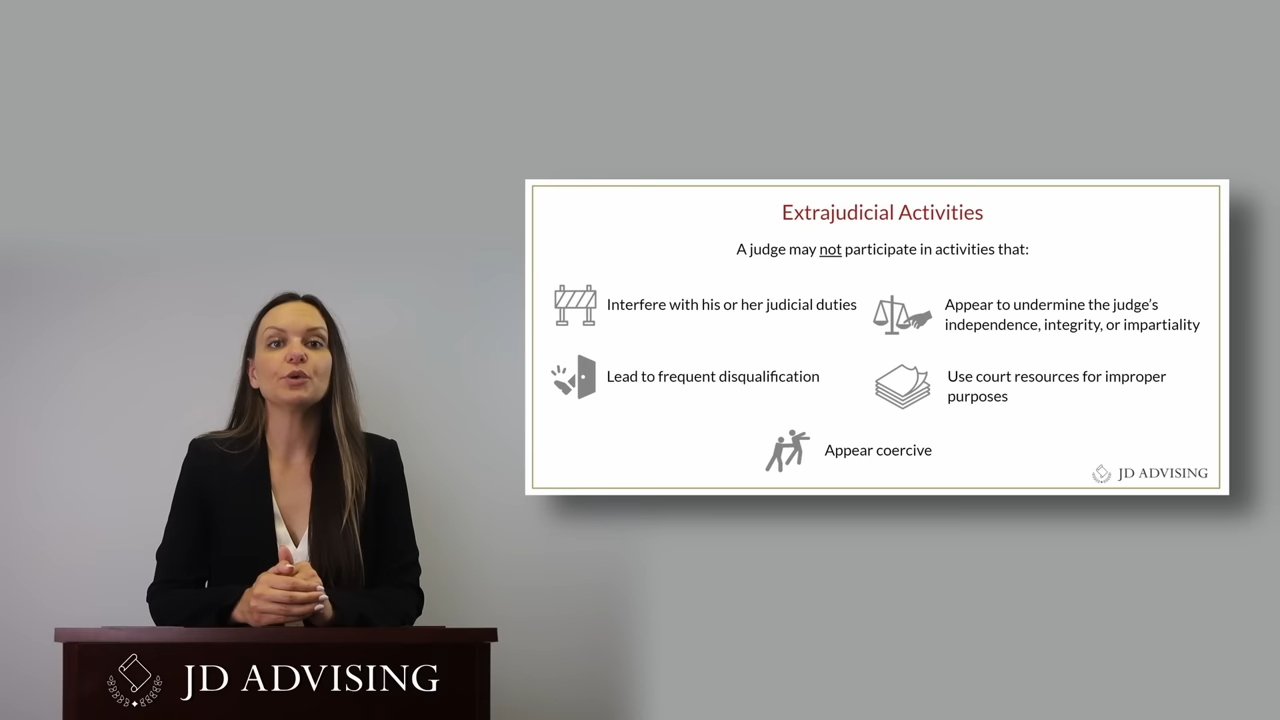 Extrajudicial Activities
A judge may not participate in activities that:
Interfere with his or her judicial duties
Appear to undermine the judge's
independence, integrity, or impartiality
Lead to frequent disqualification
Use court resources for improper
purposes
Appear coercive
JD ADVISING
JD ADVISING